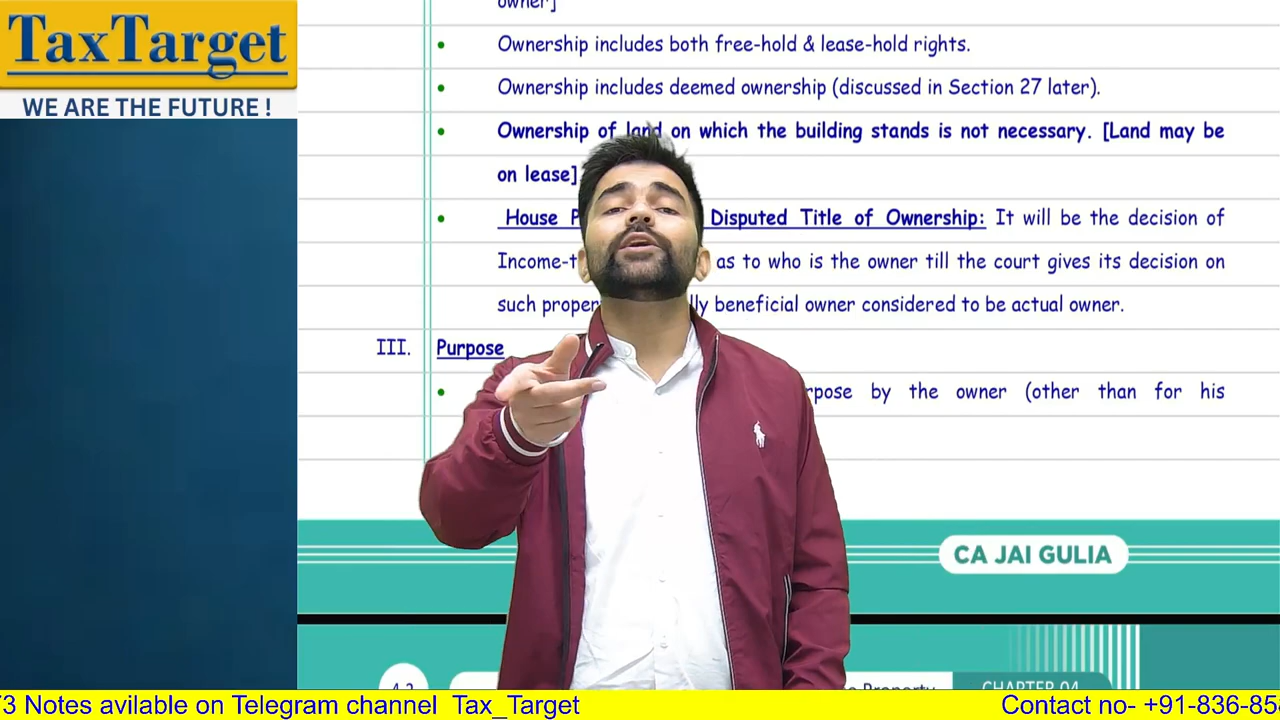 TaxTarget
WE ARE THE FUTURE !
owner]
Ownership includes both free-hold & lease-hold rights.
Ownership includes deemed ownership (discussed in Section 27 later).
Ownership of land on which the building stands is not necessary. [Land may be
on lease]
House Disputed Title of Ownership: It will be the decision of
as to who is the owner till the court gives its decision on
such beneficial owner considered to be actual owner.
III. Purpose
by the owner (other than for his
CA JAI GULIA
CHAPTER 04
73 Notes avilable on Telegram channel Tax_Target
Contact no- +91-836-85